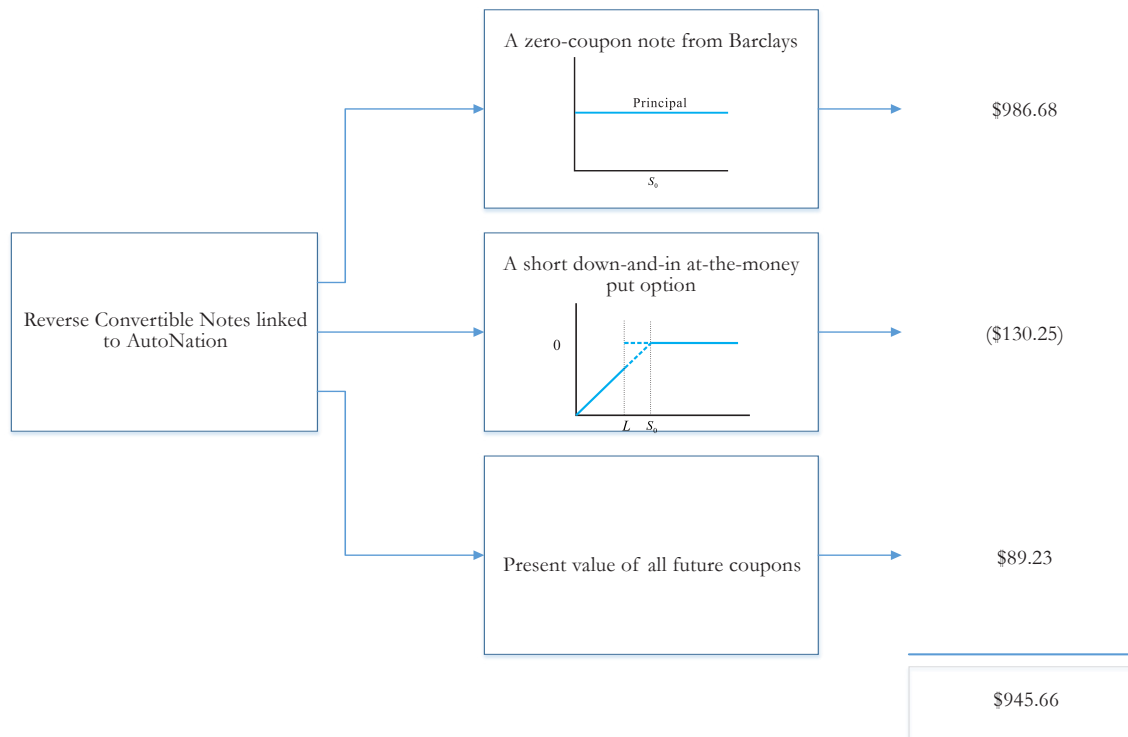 A zero-coupon note from Barclays
Principal
S₀
$986.68
Reverse Convertible Notes linked
to AutoNation
A short down-and-in at-the-money
put option
0
L S₀
($130.25)
Present value of all future coupons
$89.23
$945.66